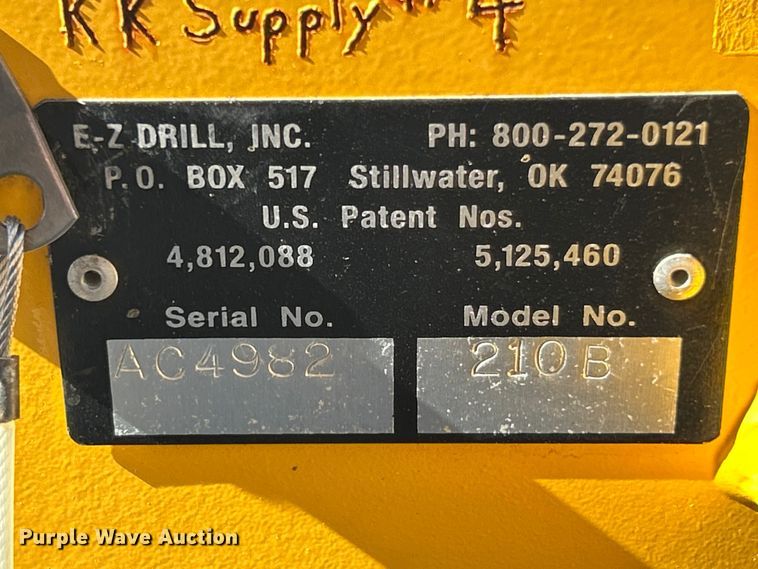 KK Supply #4
E-Z DRILL, INC. PH: 800-272-0121
P.O. BOX 517 Stillwater, OK 74076
U.S. Patent Nos.
4,812,088 5,125,460
Serial No. Model No.
AC4982 210B
Purple Wave Auction